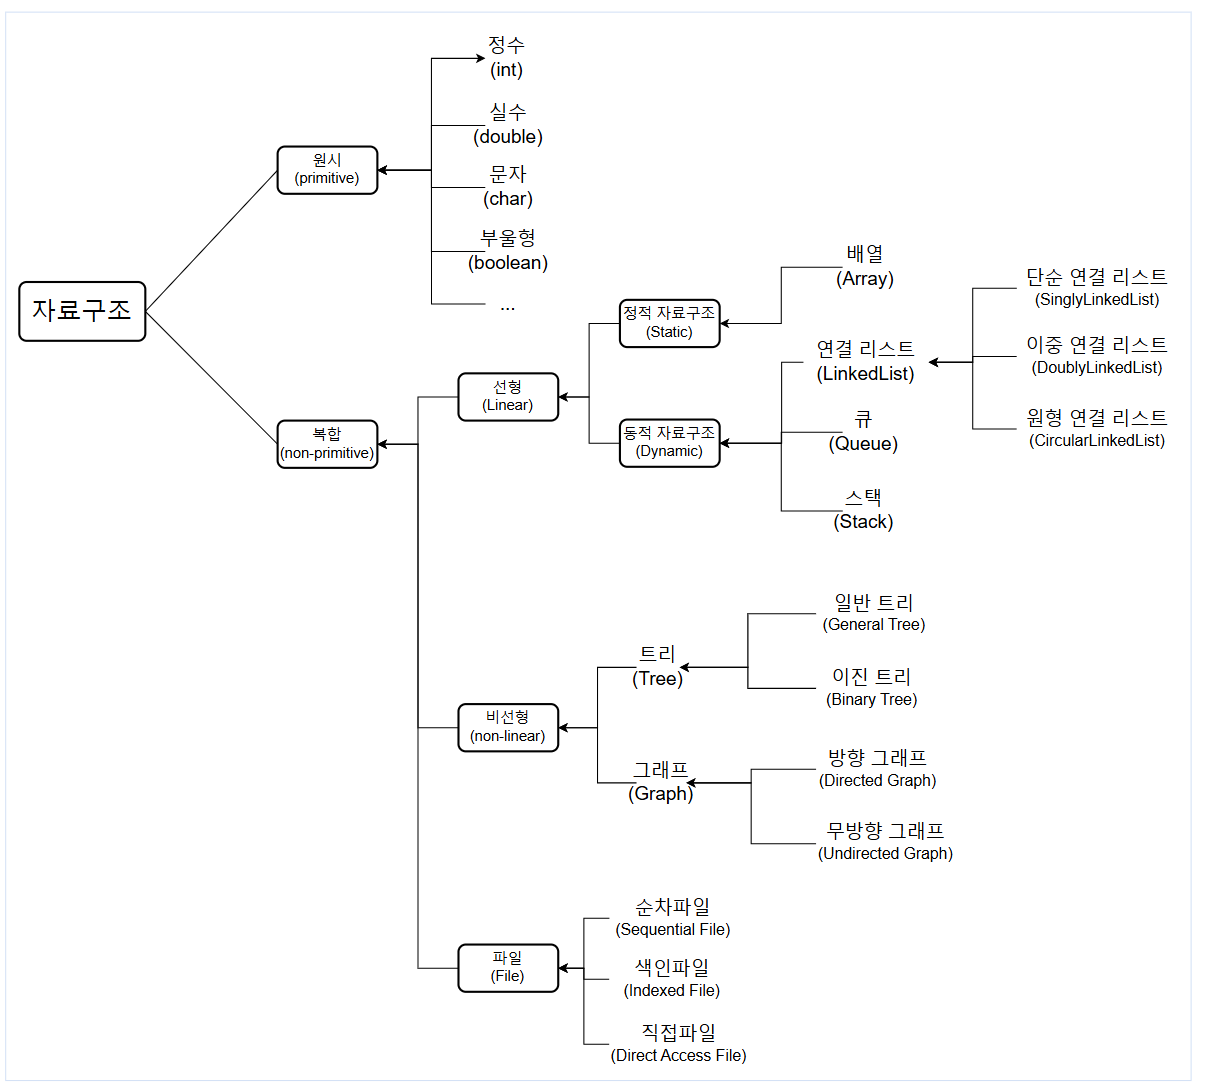 정수
(int)
실수
(double)
문자
(char)
부울형
(boolean)
...
원시
(primitive)
자료구조
복합
(non-primitive)
선형
(Linear)
정적 자료구조
(Static)
배열
(Array)
동적 자료구조
(Dynamic)
연결 리스트
(LinkedList)
단순 연결 리스트
(SinglyLinkedList)
이중 연결 리스트
(DoublyLinkedList)
원형 연결 리스트
(CircularLinkedList)
큐
(Queue)
스택
(Stack)
비선형
(non-linear)
트리
(Tree)
일반 트리
(General Tree)
이진 트리
(Binary Tree)
그래프
(Graph)
방향 그래프
(Directed Graph)
무방향 그래프
(Undirected Graph)
파일
(File)
순차파일
(Sequential File)
색인파일
(Indexed File)
직접파일
(Direct Access File)